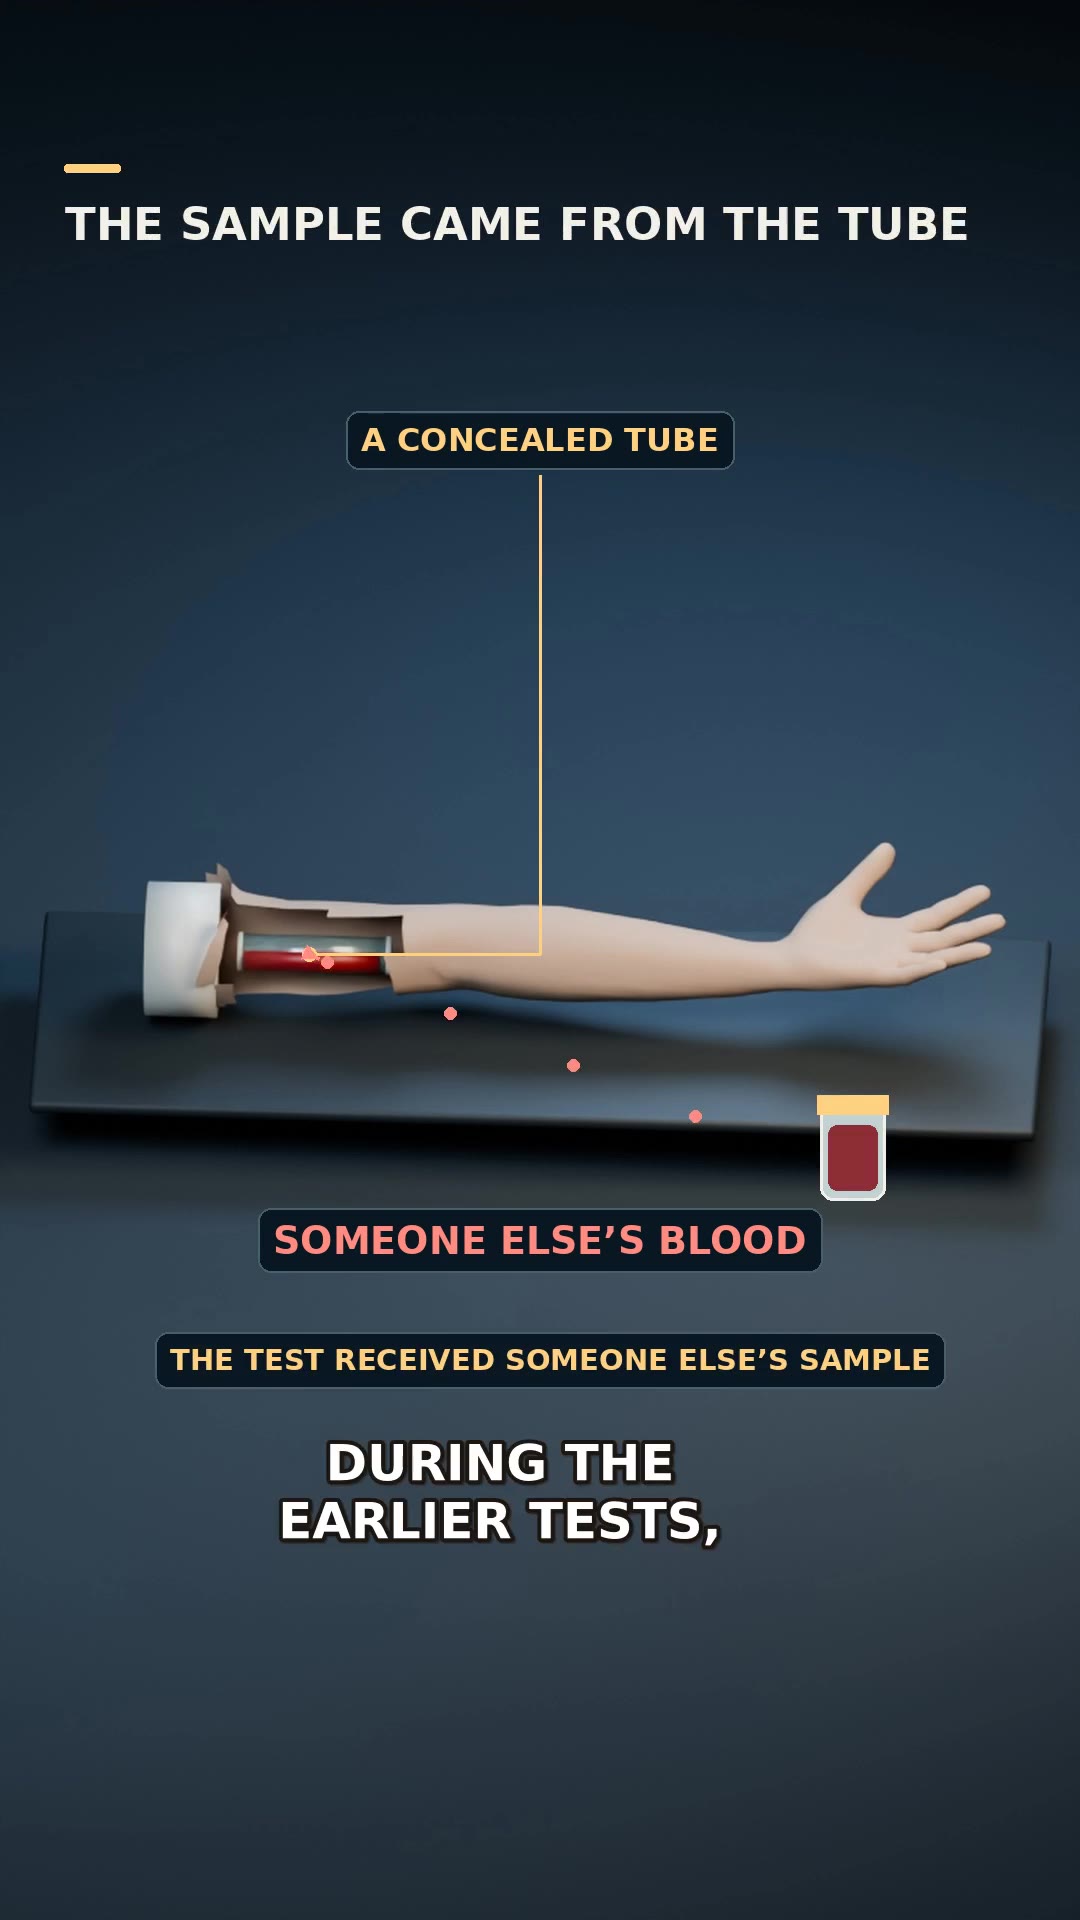 THE SAMPLE CAME FROM THE TUBE
A CONCEALED TUBE
SOMEONE ELSE’S BLOOD
THE TEST RECEIVED SOMEONE ELSE’S SAMPLE
DURING THE
EARLIER TESTS,